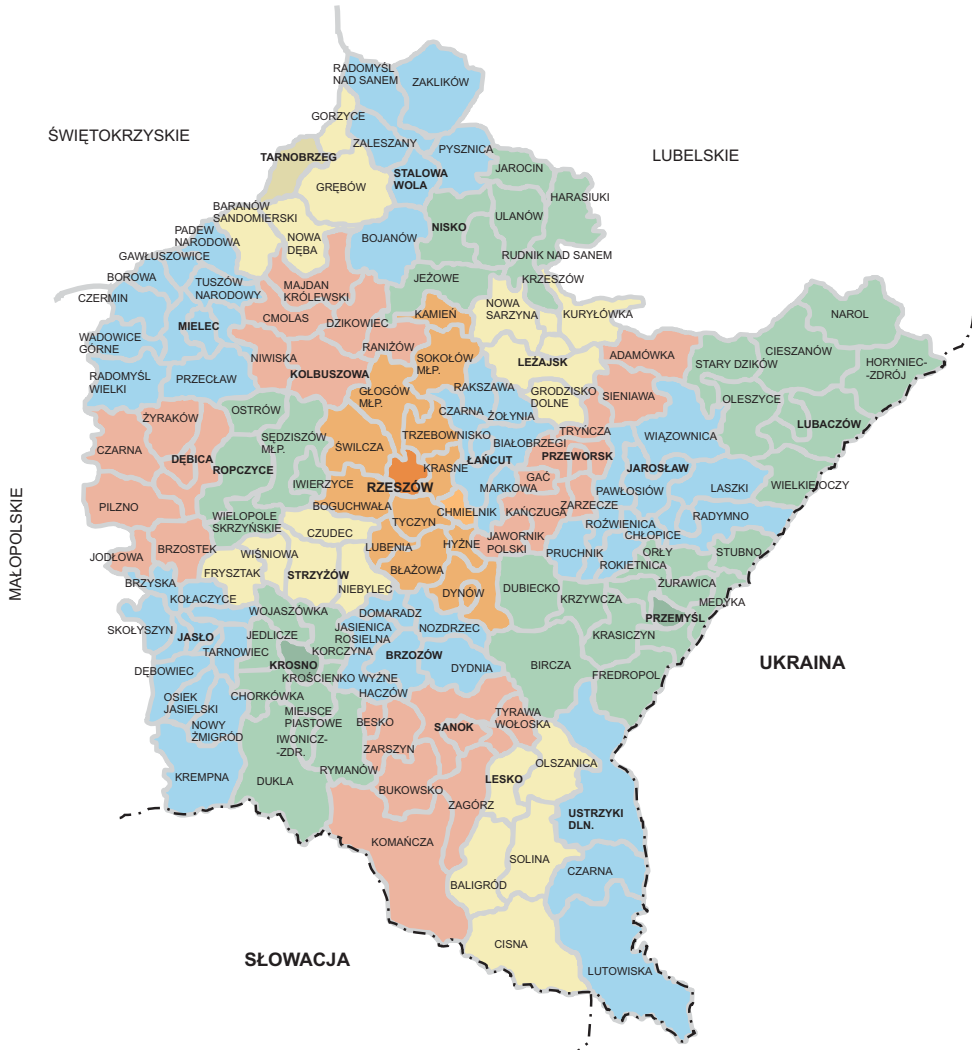 RADOMYŚL
NAD SANEM
ZAKLIKÓW
GORZYCE
ŚWIĘTOKRZYSKIE
ZALESZANY
PYSZNICA
TARNOBRZEG
LUBELSKIE
STALOWA
WOLA
JAROCIN
GRĘBÓW
HARASIUKI
BARANÓW
SANDOMIERSKI
ULANÓW
PADEW
NARODOWA
NISKO
NOWA
DĘBA
BOJANÓW
GAWŁUSZOWICE
RUDNIK NAD SANEM
BOROWA
TUSZÓW
NARODOWY
MAJDAN
KRÓLEWSKI
JEŻOWE
KRZESZÓW
CZERMIN
NOWA
SARZYNA
KURYŁÓWKA
NAROL
CMOLAS
DZIKOWIEC
KAMIEŃ
MIELEC
WADOWICE
GÓRNE
RANIŻÓW
CIESZANÓW
NIWISKA
SOKOŁÓW
MŁP.
LEŻAJSK
ADAMÓWKA
STARY DZIKÓW
HORYNIEC-
-ZDRÓJ
RADOMYŚL
WIELKI
PRZECŁAW
KOLBUSZOWA
GŁOGÓW
MŁP.
RAKSZAWA
GRODZISKO
DOLNE
SIENIAWA
OLESZYCE
OSTRÓW
CZARNA
ŻOŁYNIA
ŻYRAKÓW
LUBACZÓW
TRYŃCZA
SĘDZISZÓW
MŁP.
TRZEBOWNISKO
BIAŁOBRZEGI
WIĄZOWNICA
CZARNA
ŚWILCZA
DĘBICA
PRZEWORSK
ŁAŃCUT
ROPCZYCE
KRASNE
JAROSŁAW
GAĆ
IWIERZYCE
RZESZÓW
MARKOWA
PAWŁOSIÓW
LASZKI
WIELKIE OCZY
PILZNO
BOGUCHWAŁA
CHMIELNIK
KAŃCZUGA
ZARZECZE
WIELOPOLE
SKRZYŃSKIE
TYCZYN
RADYMNO
ROŹWIENICA
CHŁOPICE
CZUDEC
JAWORNIK
POLSKI
BRZOSTEK
WIŚNIOWA
LUBENIA
HYŻNE
PRUCHNIK
ORŁY
STUBNO
JODŁOWA
ROKIETNICA
MAŁOPOLSKIE
FRYSZTAK
STRZYŻÓW
BŁAŻOWA
BRZYSKA
NIEBYLEC
DYNÓW
DUBIECKO
ŻURAWICA
KOŁACZYCE
KRZYWCZA
MEDYKA
WOJASZÓWKA
DOMARADZ
PRZEMYŚL
SKOŁYSZYN
JASŁO
JEDLICZE
JASIENICA
ROSIELNA
NOZDRZEC
KRASICZYN
TARNOWIEC
KORCZYNA
BRZOZÓW
DĘBOWIEC
KROSNO
BIRCZA
UKRAINA
KROŚCIENKO WYŻNE
DYDNIA
FREDROPOL
OSIEK
JASIELSKI
CHORKÓWKA
HACZÓW
MIEJSCE
PIASTOWE
TYRAWA
WOŁOSKA
NOWY
ŻMIGRÓD
BESKO
SANOK
IWONICZ-
-ZDR.
ZARSZYN
OLSZANICA
KREMPNA
RYMANÓW
LESKO
DUKLA
BUKOWSKO
ZAGÓRZ
USTRZYKI
DLN.
KOMAŃCZA
SOLINA
CZARNA
BALIGRÓD
CISNA
SŁOWACJA
LUTOWISKA